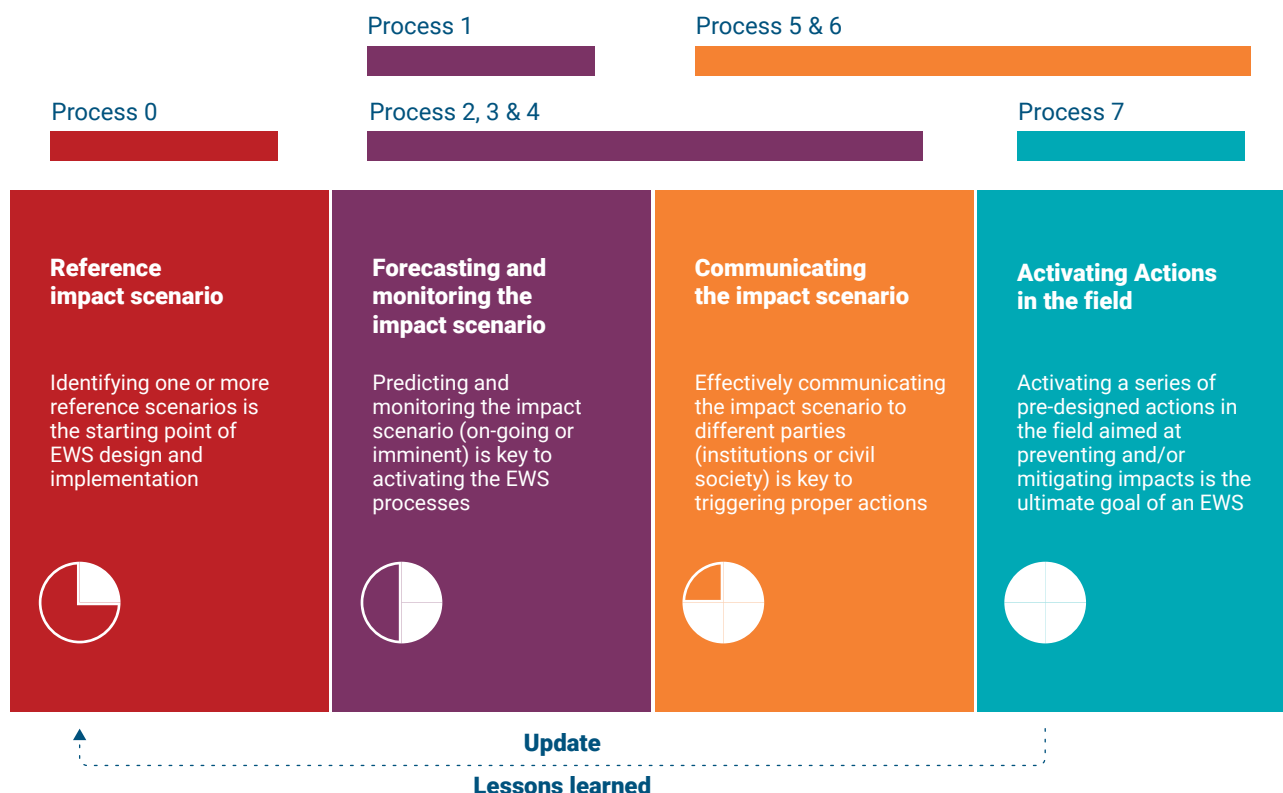 Process 1
Process 5 & 6
Process 0
Process 2, 3 & 4
Process 7
Reference
impact scenario
Identifying one or more
reference scenarios is
the starting point of
EWS design and
implementation
Forecasting and
monitoring the
impact scenario
Predicting and
monitoring the impact
scenario (on-going or
imminent) is key to
activating the EWS
processes
Communicating
the impact scenario
Effectively communicating
the impact scenario to
different parties
(institutions or civil
society) is key to
triggering proper actions
Activating Actions
in the field
Activating a series of
pre-designed actions in
the field aimed at
preventing and/or
mitigating impacts is the
ultimate goal of an EWS
Update
Lessons learned